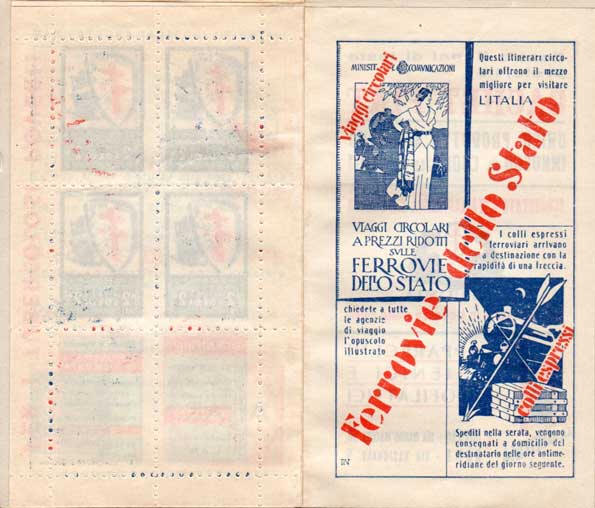 MINISTE COMVNICAZIONI
Viaggi circolari
VIAGGI CIRCOLARI
A PREZZI RIDOTTI
SVLLE
FERROVIE
DELLO STATO
Questi itinerari circo-
lari offrono il mezzo
migliore per visitare
L'ITALIA
Ferrovie dello Stato
I colli espressi
ferroviari arrivano
a destinazione con la
rapidità di una freccia.
chiedete a tutte
le agenzie
di viaggio
l'opuscolo
illustrato
colli espressi
Spediti nella serata, vengono
consegnati a domicilio del
destinatario nelle ore antime-
ridiane del giorno seguente.